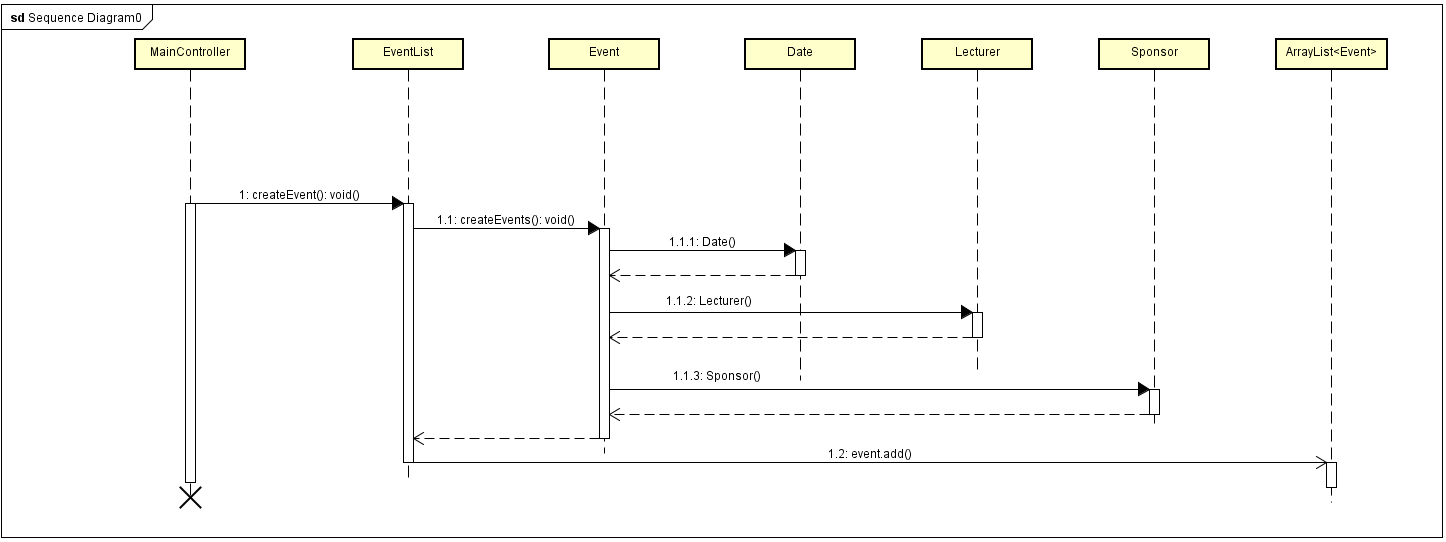 sd Sequence Diagram0
MainController
EventList
Event
Date
Lecturer
Sponsor
ArrayList<Event>
1: createEvent(): void()
1.1: createEvents(): void()
1.1.1: Date()
1.1.2: Lecturer()
1.1.3: Sponsor()
1.2: event.add()